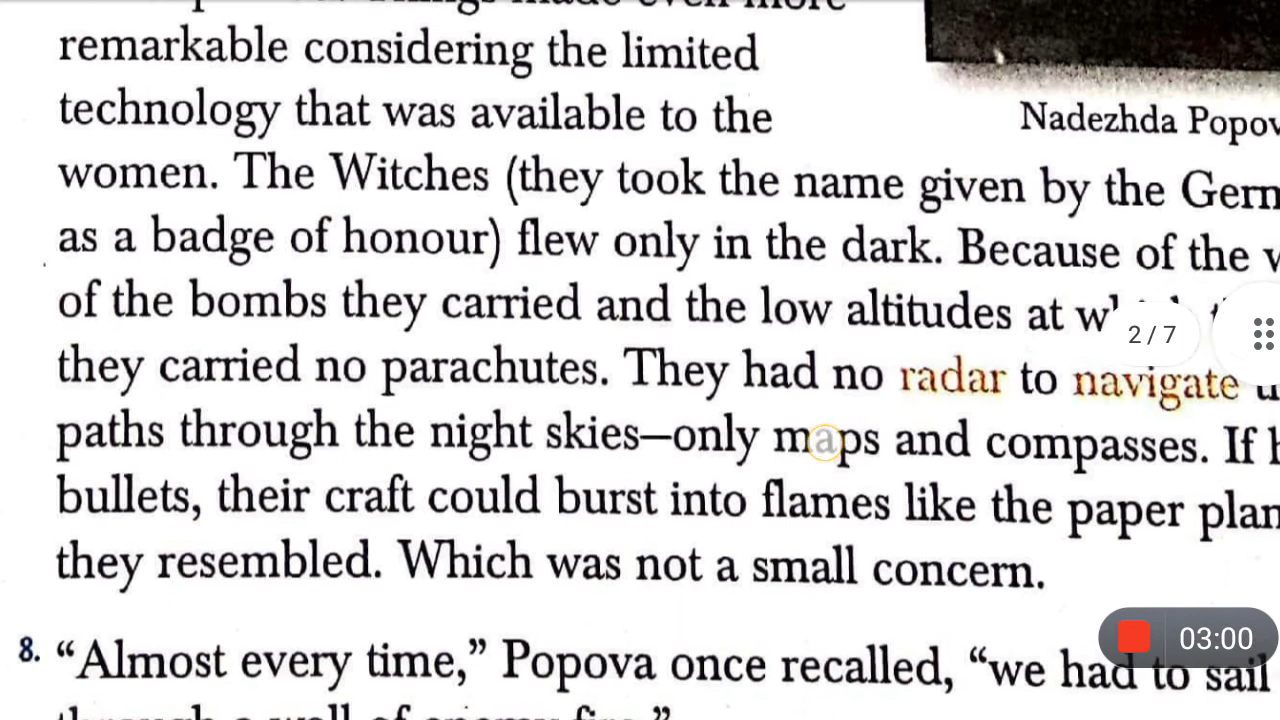 made even more
remarkable considering the limited
technology that was available to the
Nadezhda
women. The Witches (they took the name given by the
as a badge of honour) flew only in the dark. Because of the
of the bombs they carried and the low altitudes at
2 / 7
they carried no parachutes. They had no radar to navigate
paths through the night skies—only maps and compasses. If
bullets, their craft could burst into flames like the paper
they resembled. Which was not a small concern.
03:00
8. “Almost every time,” Popova once recalled, “we had to sail